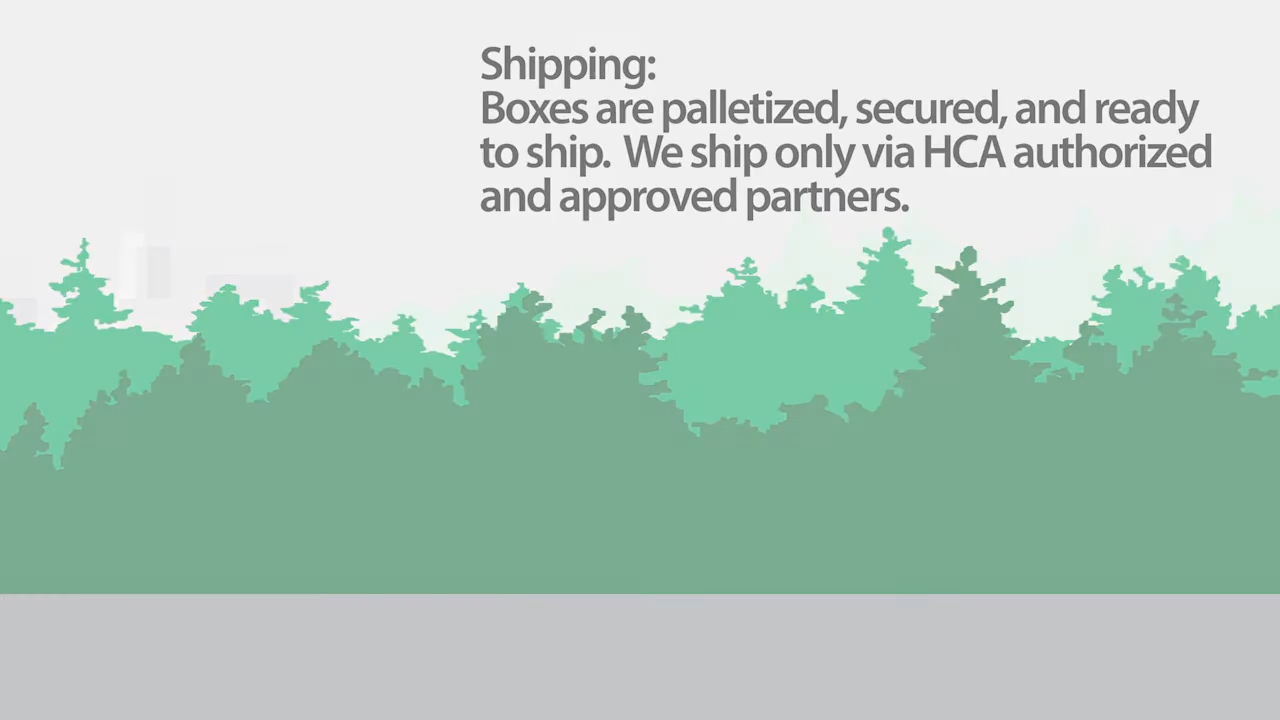 Shipping:
Boxes are palletized, secured, and ready
to ship.  We ship only via HCA authorized
and approved partners.